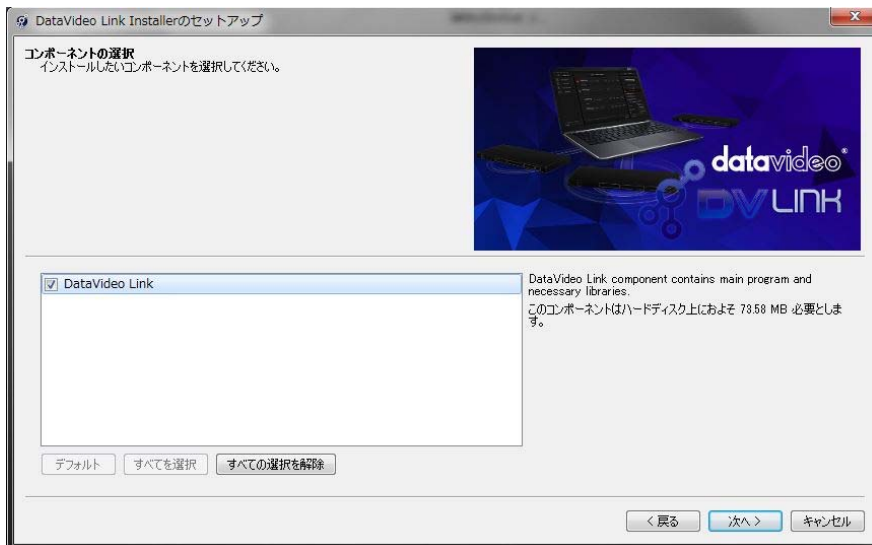 DataVideo Link Installerのセットアップ
コンポーネントの選択
インストールしたいコンポーネントを選択してください。
datavideo®
DV LINK
DataVideo Link
DataVideo Link component contains main program and
necessary libraries.
このコンポーネントはハードディスク上におよそ 73.58 MB 必要としま
す。
デフォルト
すべてを選択
すべての選択を解除
< 戻る
次へ >
キャンセル